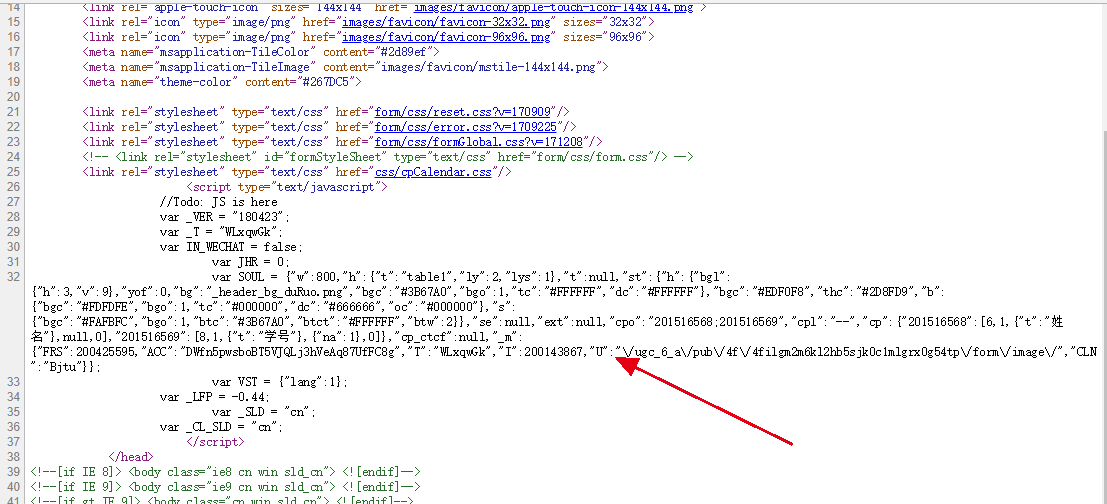 14 <link rel="apple-touch-icon" sizes="144x144" href="images/favicon/apple-touch-icon-144x144.png">
15 <link rel="icon" type="image/png" href="images/favicon/favicon-32x32.png" sizes="32x32">
16 <link rel="icon" type="image/png" href="images/favicon/favicon-96x96.png" sizes="96x96">
17 <meta name="msapplication-TileColor" content="#2d89ef">
18 <meta name="msapplication-TileImage" content="images/favicon/mstile-144x144.png">
19 <meta name="theme-color" content="#267DC5">
20
21 <link rel="stylesheet" type="text/css" href="form/css/reset.css?v=170909"/>
22 <link rel="stylesheet" type="text/css" href="form/css/error.css?v=1709225"/>
23 <link rel="stylesheet" type="text/css" href="form/css/formGlobal.css?v=171208"/>
24 <!-- <link rel="stylesheet" id="formStyleSheet" type="text/css" href="form/css/form.css"/> -->
25 <link rel="stylesheet" type="text/css" href="css/cpCalendar.css"/>
26 <script type="text/javascript">
27 //Todo: JS is here
28 var _VER = "180423";
29 var _T = "WLxqwGk";
30 var IN_WECHAT = false;
31 var JHR = 0;
32 var SOUL = {"w":800,"h":{"t":"table1","ly":2,"lys":1},"t":null,"st":{"h":{"bgl":
{"h":3,"v":9},"yof":0,"bg":"_header_bg_duRuo.png","bgc":"#3B67A0","bgo":1,"tc":"#FFFFFF","dc":"#FFFFFF"},"bgc":"#EDF0F8","thc":"#2D8FD9","b":
{"bgc":"#FDFDFE","bgo":1,"tc":"#000000","dc":"#666666","oc":"#000000"},"s":
{"bgc":"#FAFBFC","bgo":1,"btc":"#3B67A0","btct":"#FFFFFF","btw":2}},"se":null,"ext":null,"cpo":"201516568;201516569","cpl":"--","cp":{"201516568":[6,1,{"t":"姓
名"},null,0],"201516569":[8,1,{"t":"学号"},{"na":1},0]},"cp_ctcf":null,"_m":
{"FRS":200425595,"ACC":"DWfn5pwsboBT5VJQLj3hVeAq87UfFC8g","T":"WLxqwGk","I":200143867,"U":"\/ugc_6_a\/pub\/4f\/4filgm2m6kl2hb5sjk0c1mlgrx0g54tp\/form\/image\/","CLN
":"Bjtu"}};
33 var VST = {"lang":1};
34 var _LFP = -0.44;
35 var _SLD = "cn";
36 var _CL_SLD = "cn";
37 </script>
38 </head>
39 <!--[if IE 8]> <body class="ie8 cn win sld_cn"> <![endif]-->
40 <!--[if IE 9]> <body class="ie9 cn win sld_cn"> <![endif]-->
41 <!--[if gt IE 9]> <body class="cn win sld_cn"> <![endif]-->